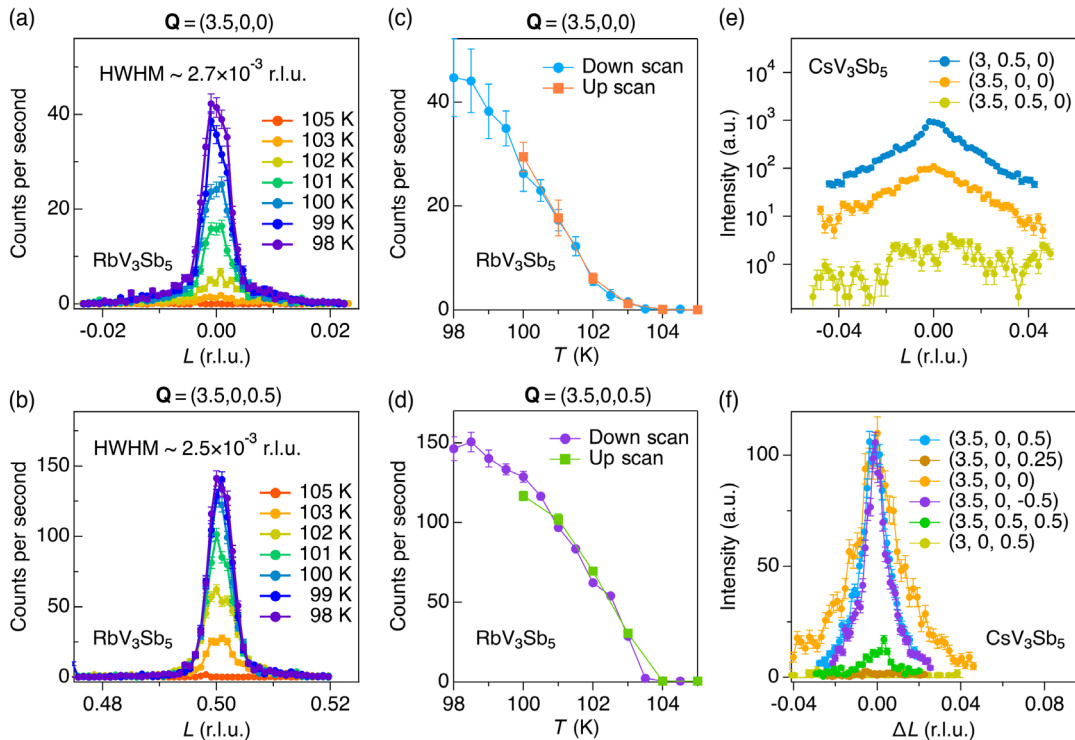 (a)
Q = (3.5,0,0)
HWHM ~ 2.7×10⁻³ r.l.u.
105 K
103 K
102 K
101 K
100 K
99 K
98 K
RbV₃Sb₅
Counts per second
40
20
0
-0.02
0.00
0.02
L (r.l.u.)
(c)
Q = (3.5,0,0)
Down scan
Up scan
RbV₃Sb₅
Counts per second
40
20
0
98
100
102
104
T (K)
(e)
CsV₃Sb₅
(3, 0.5, 0)
(3.5, 0, 0)
(3.5, 0.5, 0)
Intensity (a.u.)
10⁴
10³
10²
10¹
10⁰
-0.04
0.00
0.04
L (r.l.u.)
(b)
Q = (3.5,0,0.5)
HWHM ~ 2.5×10⁻³ r.l.u.
105 K
103 K
102 K
101 K
100 K
99 K
98 K
RbV₃Sb₅
Counts per second
250
200
150
100
50
0
0.48
0.50
0.52
L (r.l.u.)
(d)
Q = (3.5,0,0.5)
Down scan
Up scan
RbV₃Sb₅
Counts per second
150
100
50
0
98
100
102
104
T (K)
(f)
(3.5, 0, 0.5)
(3.5, 0, 0.25)
(3.5, 0, 0)
(3.5, 0, -0.5)
(3.5, 0.5, 0.5)
(3, 0, 0.5)
CsV₃Sb₅
Intensity (a.u.)
100
50
0
-0.04
0.00
0.04
0.08
ΔL (r.l.u.)